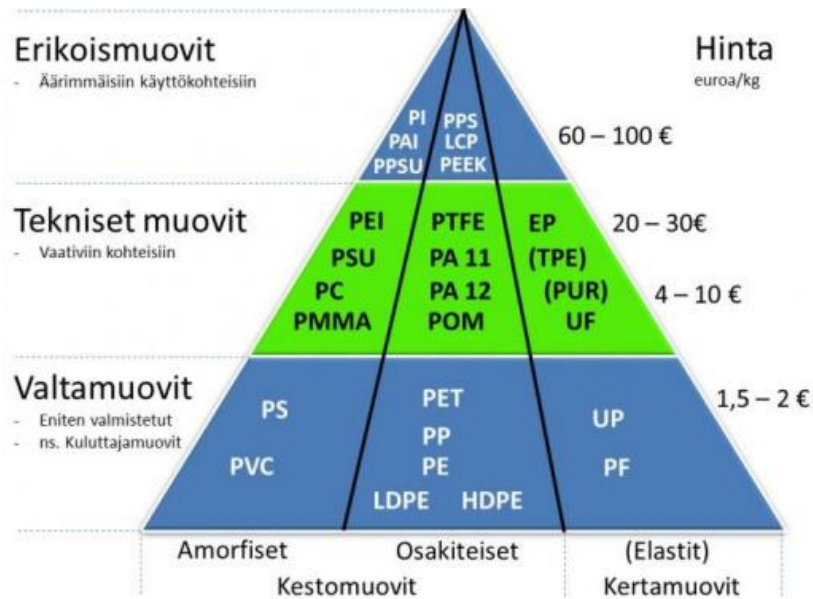 Erikoismuovit
- Äärimmäisiin käyttökohteisiin
Hinta
euroa/kg
PI PPS
PAI LCP
PPSU PEEK
60 – 100 €
Tekniset muovit
- Vaativiin kohteisiin
PEI PTFE EP
PSU PA 11 (TPE)
PC PA 12 (PUR)
PMMA POM UF
20 – 30€
4 – 10 €
Valtamuovit
- Eniten valmistetut
- ns. Kuluttajamuovit
1,5 – 2 €
PS PET UP
PP
PVC PE PF
LDPE HDPE
Amorfiset Osakiteiset (Elastit)
Kestomuovit Kertamuovit